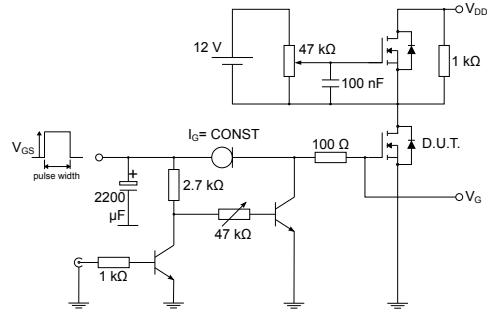 V_DD
12 V
47 kΩ
1 kΩ
100 nF
V_GS
pulse width
I_G= CONST
100 Ω
D.U.T.
2200
μF
2.7 kΩ
V_G
47 kΩ
1 kΩ